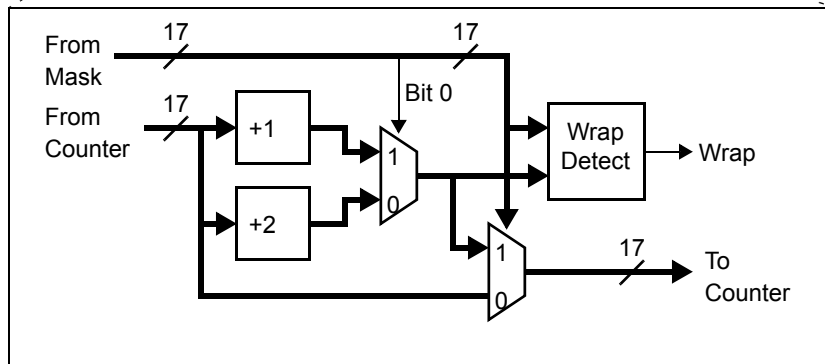 17
17
From
Mask
Bit 0
From
Counter
17
+1
1
0
Wrap
Detect
Wrap
+2
1
0
17
To
Counter